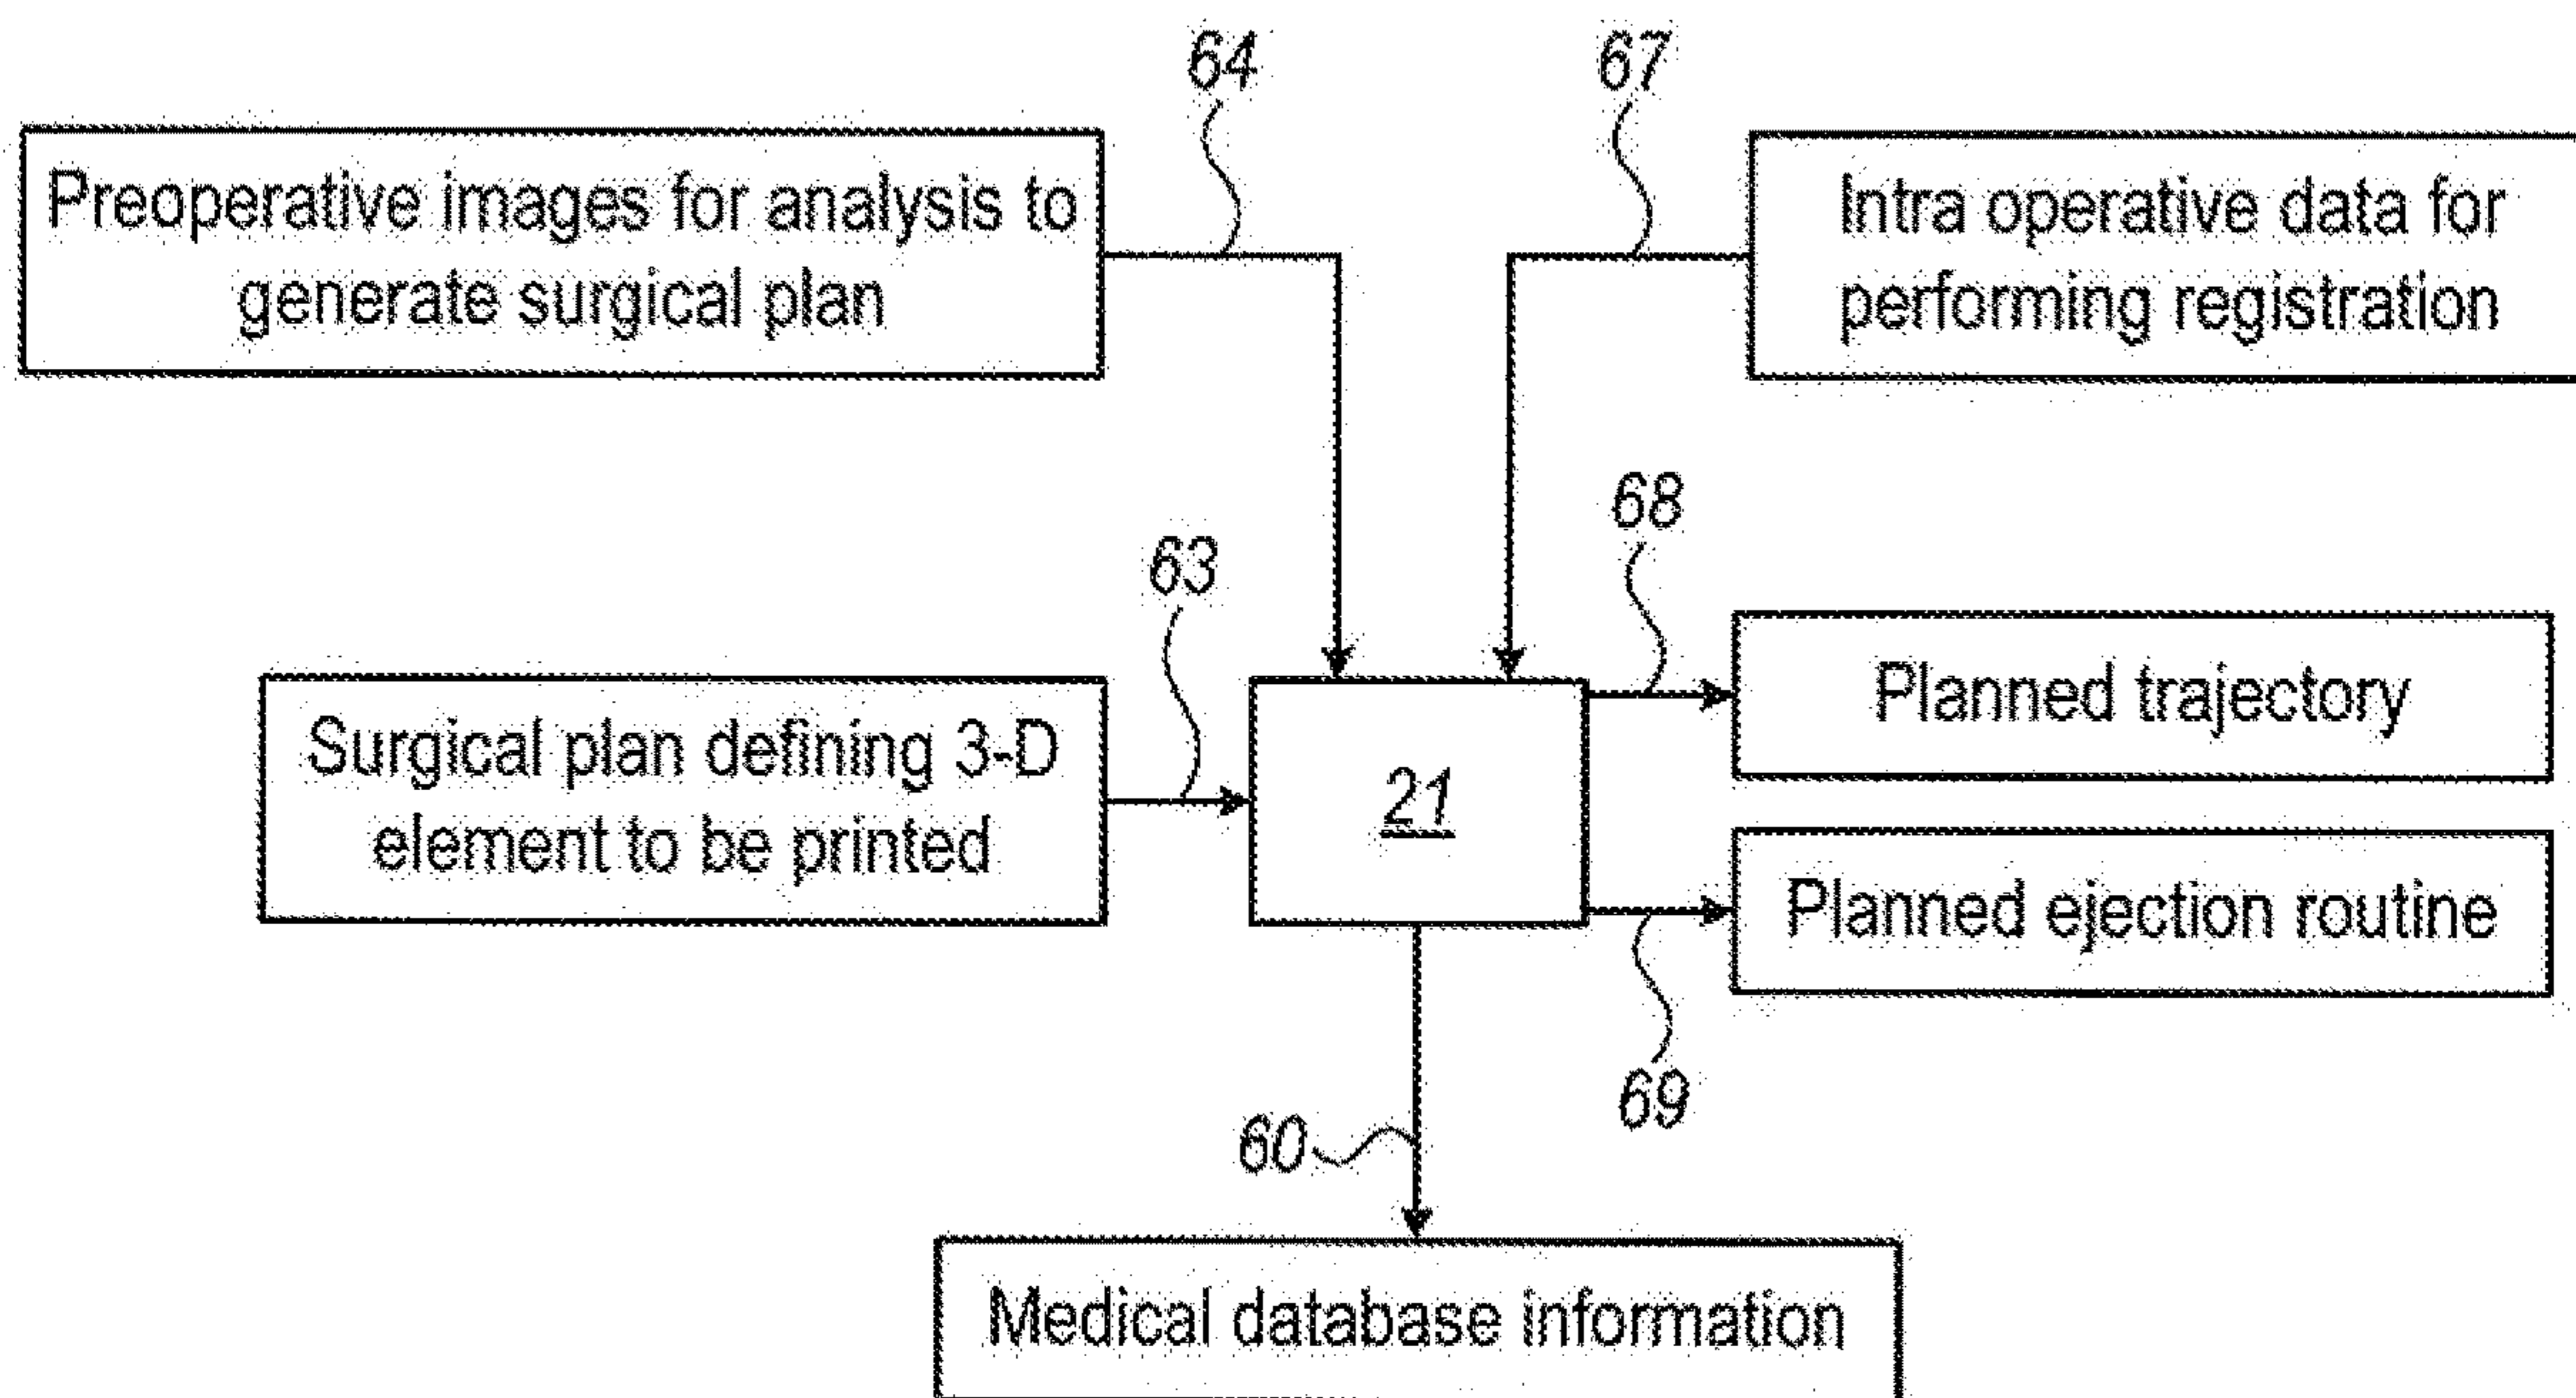 64
67
Preoperative images for analysis to
generate surgical plan
Intra operative data for
performing registration
68
63
Planned trajectory
Surgical plan defining 3-D
element to be printed
21
Planned ejection routine
69
60
Medical database information